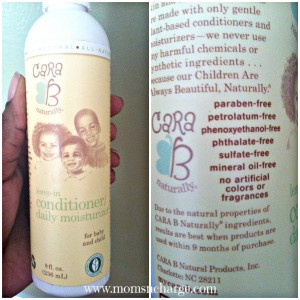 cara
B
naturally™
leave-in
conditioner/
daily moisturizer
for baby
and child
8 fl. oz.
(236 mL)
are made with only gentle
plant-based conditioners and
moisturizers—we never use
any harmful chemicals or
synthetic ingredients . . .
because our Children Are
Always Beautiful, Naturally.
cara
B
naturally™
paraben-free
petrolatum-free
phenoxyethanol-free
phthalate-free
sulfate-free
mineral oil-free
no artificial
colors or
fragrances
Due to the natural properties of
CARA B Naturally® ingredients,
results are best when products are
used within 9 months of purchase.
CARA B Natural Products, Inc.
Charlotte NC 28211
www.momsncharge.com